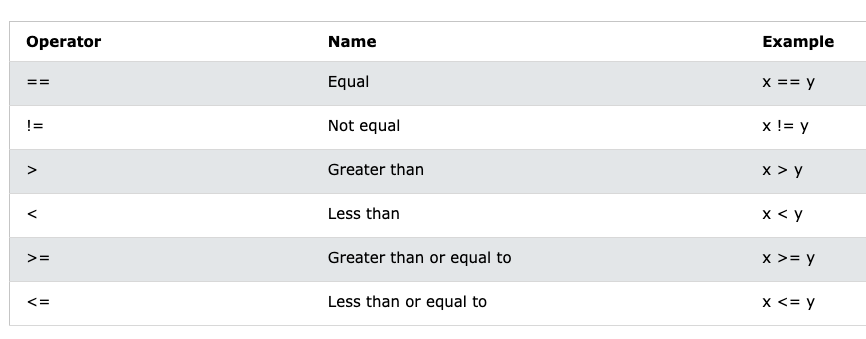 Operator Name Example
== Equal x == y
!= Not equal x != y
> Greater than x > y
< Less than x < y
>= Greater than or equal to x >= y
<= Less than or equal to x <= y